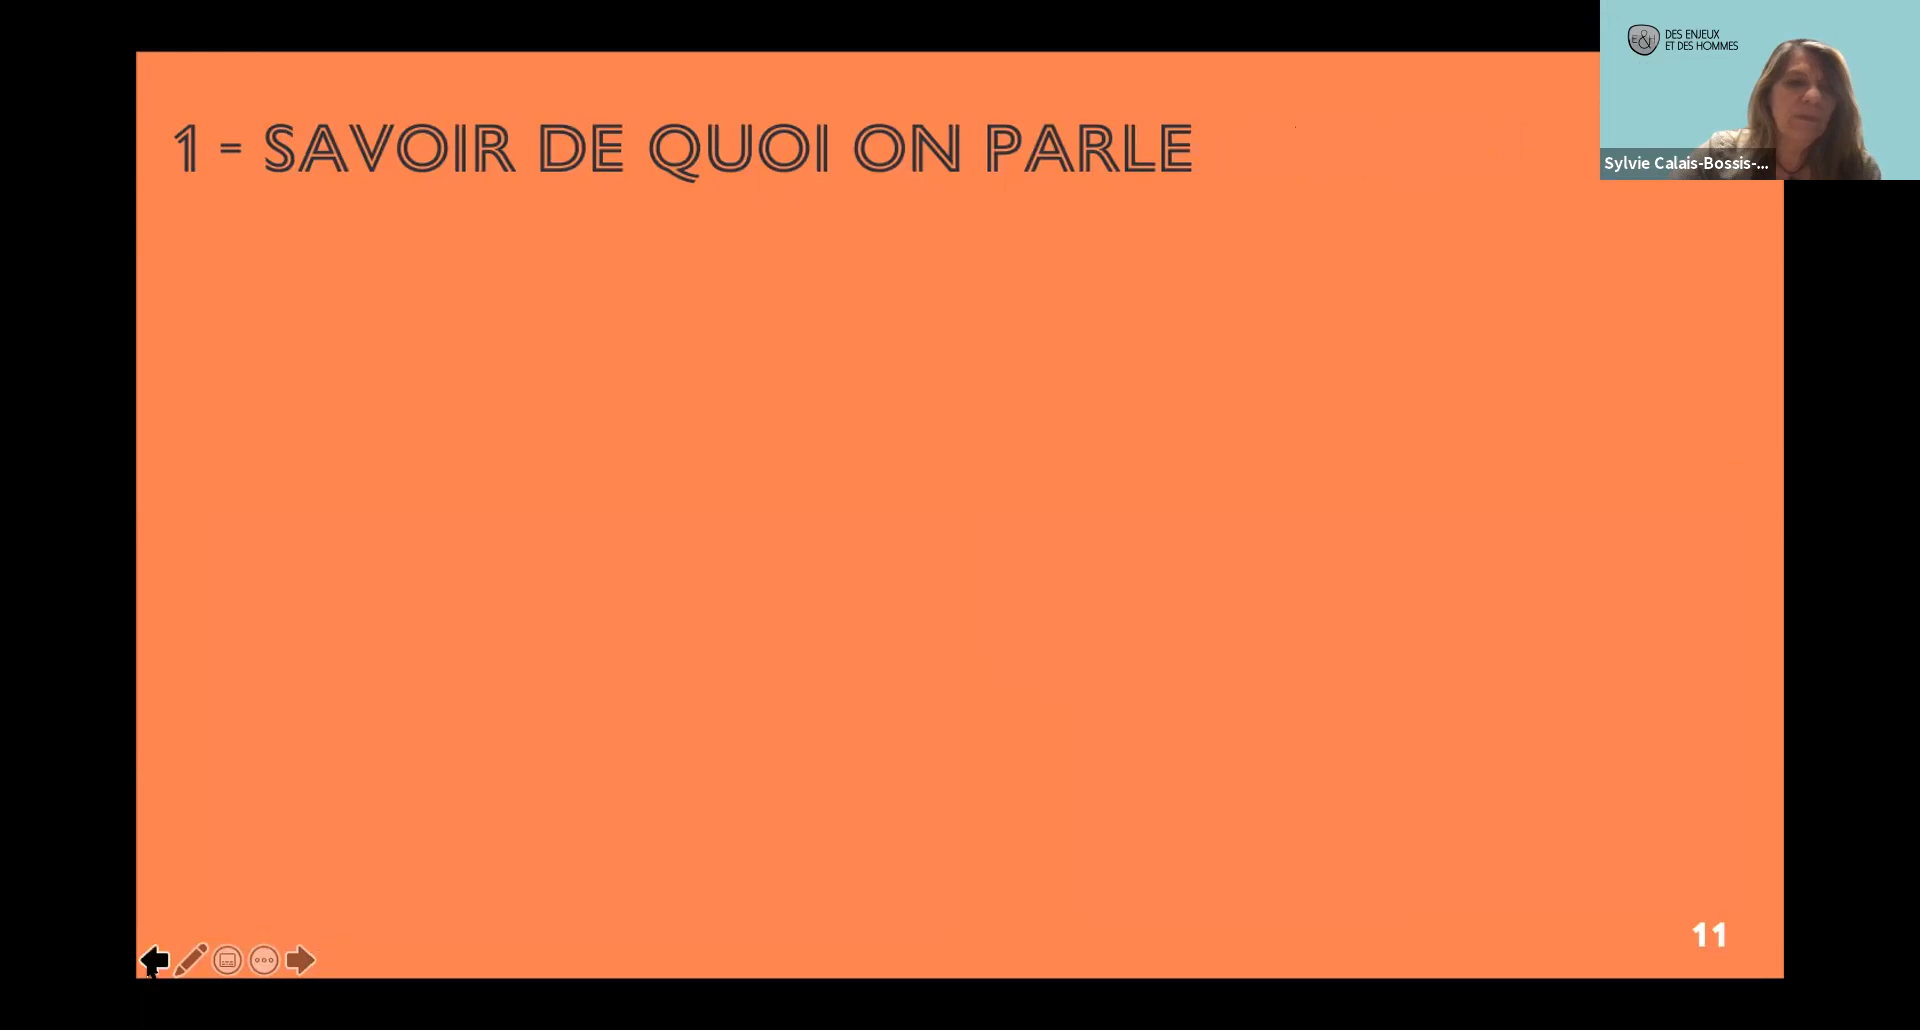 1 = SAVOIR DE QUOI ON PARLE
E&H DES ENJEUX
ET DES HOMMES
Sylvie Calais-Bossis-...
11